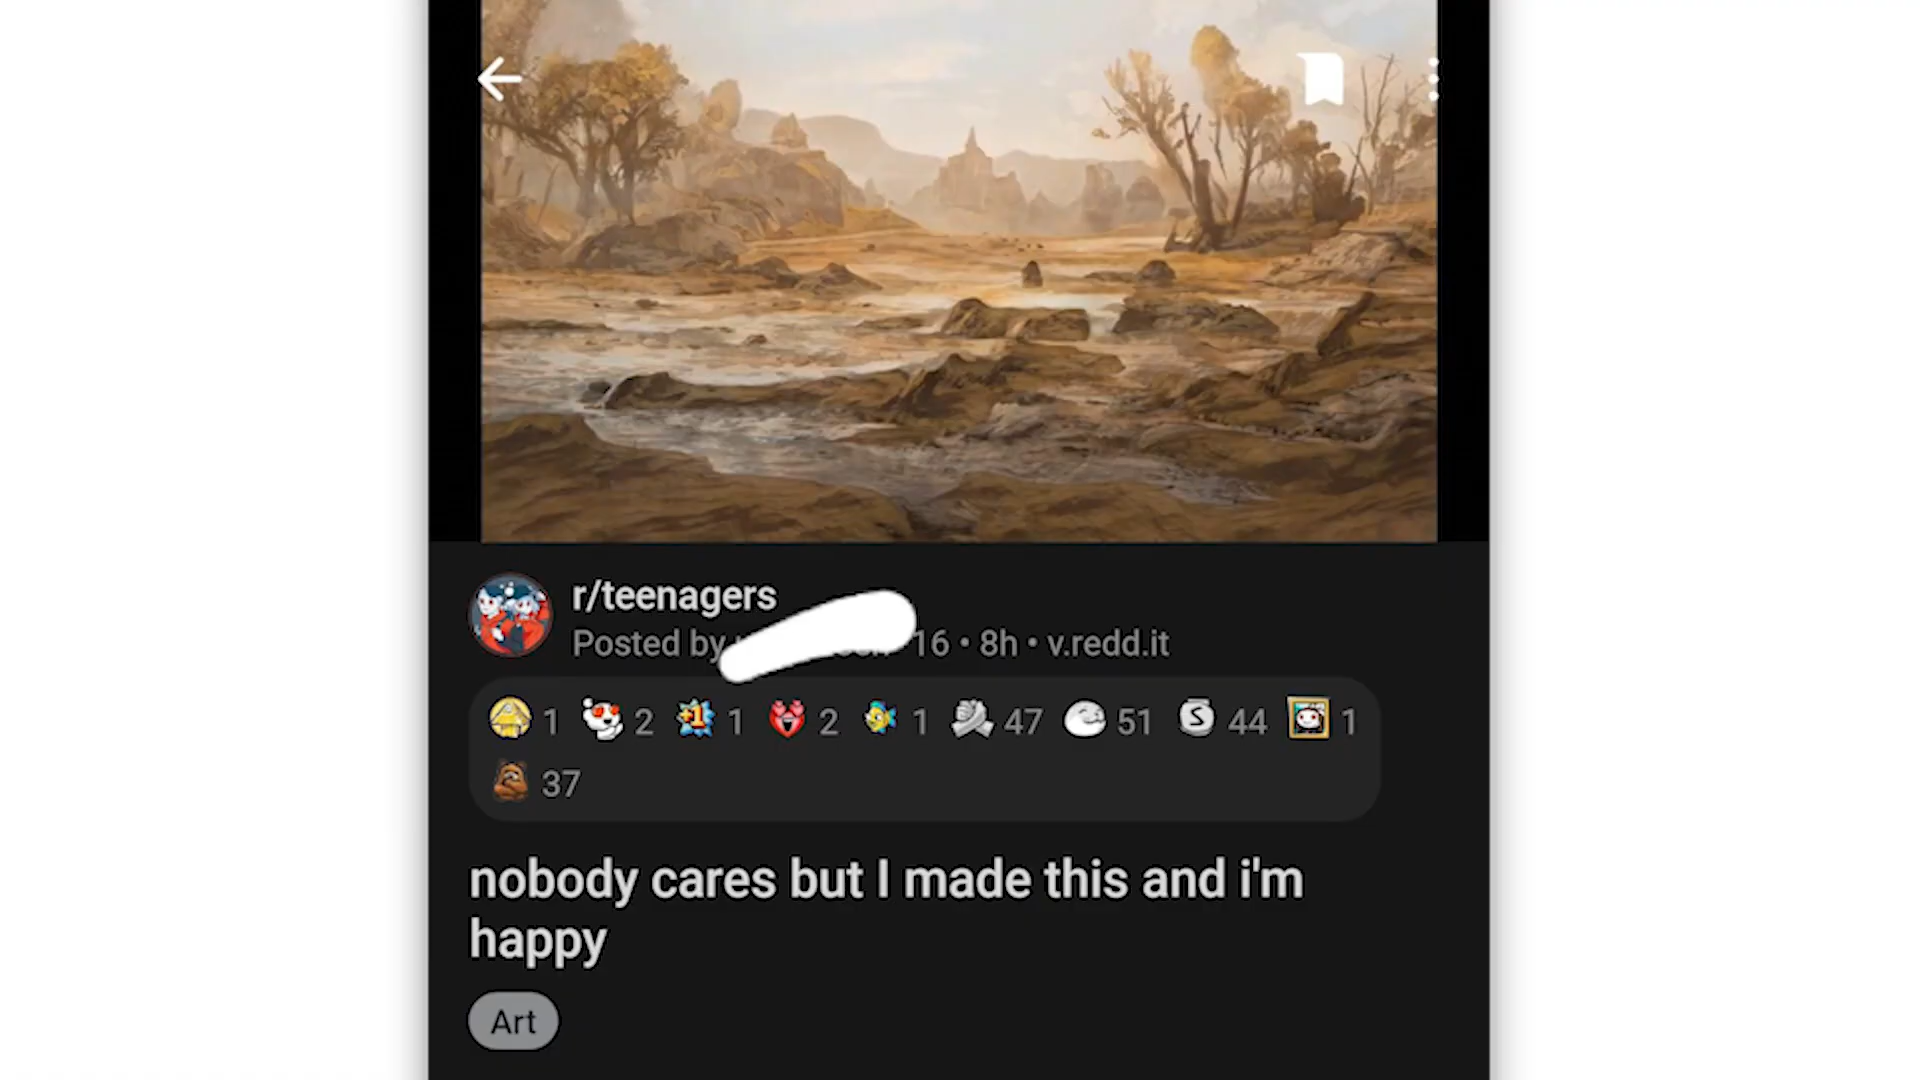 r/teenagers
Posted by 16 • 8h • v.redd.it
1 2 +1 1 2 1 47 51 S 44 1
37
nobody cares but I made this and i'm
happy
Art